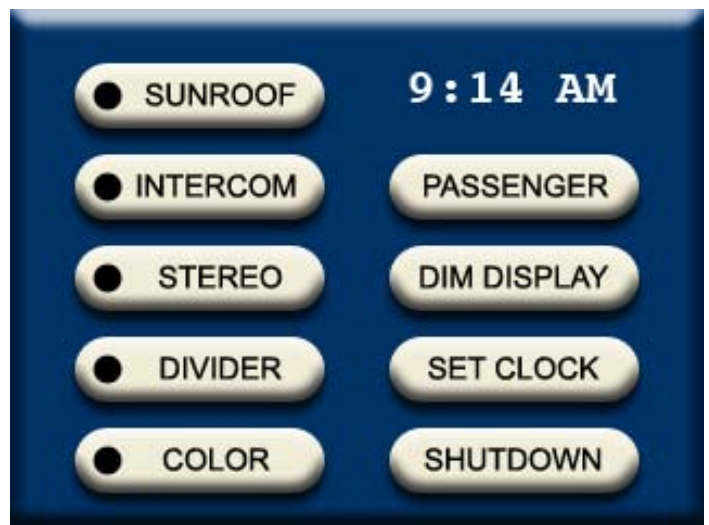 SUNROOF
9:14 AM
INTERCOM
PASSENGER
STEREO
DIM DISPLAY
DIVIDER
SET CLOCK
COLOR
SHUTDOWN